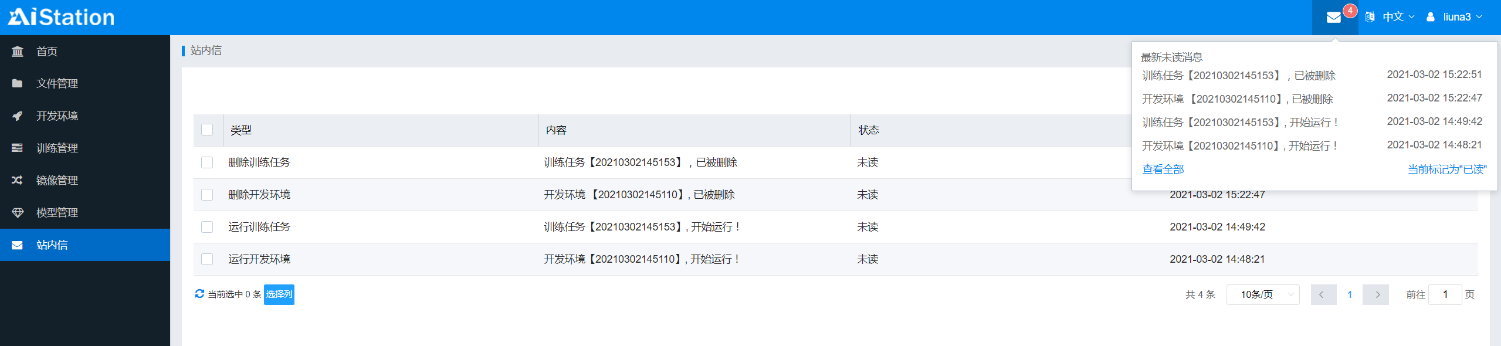 AiStation
4
中文
liuna3
首页
文件管理
开发环境
训练管理
镜像管理
模型管理
站内信
站内信
最新未读消息
训练任务【20210302145153】，已被删除 2021-03-02 15:22:51
开发环境 【20210302145110】, 已被删除 2021-03-02 15:22:47
训练任务【20210302145153】, 开始运行！ 2021-03-02 14:49:42
开发环境【20210302145110】, 开始运行！ 2021-03-02 14:48:21
查看全部 当前标记为"已读"
类型 内容 状态
删除训练任务 训练任务【20210302145153】，已被删除 未读
删除开发环境 开发环境 【20210302145110】, 已被删除 未读 2021-03-02 15:22:47
运行训练任务 训练任务【20210302145153】, 开始运行！ 未读 2021-03-02 14:49:42
运行开发环境 开发环境【20210302145110】, 开始运行！ 未读 2021-03-02 14:48:21
当前选中 0 条 选择列 共 4 条 10条/页 1 前往 1 页